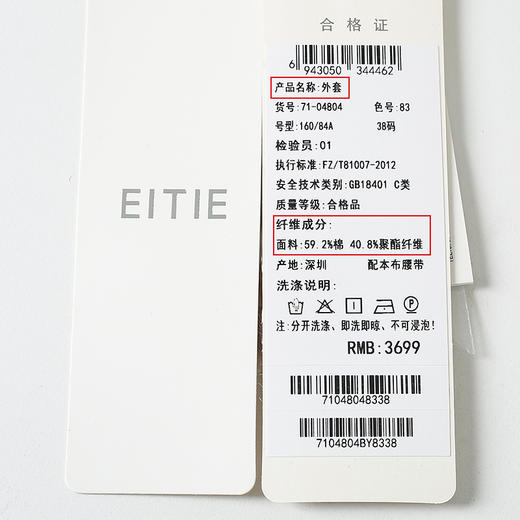 EITIE
合格证
6 943050 344462
产品名称:外套
货号:71-04804 色号:83
号型:160/84A 38码
检验员:01
执行标准:FZ/T81007-2012
安全技术类别:GB18401 C类
质量等级:合格品
纤维成分:
面料:59.2%棉 40.8%聚酯纤维
产地:深圳 配本布腰带
洗涤说明:
注:分开洗涤、即洗即晾、不可浸泡!
RMB:3699
71048048338
7104804BY8338